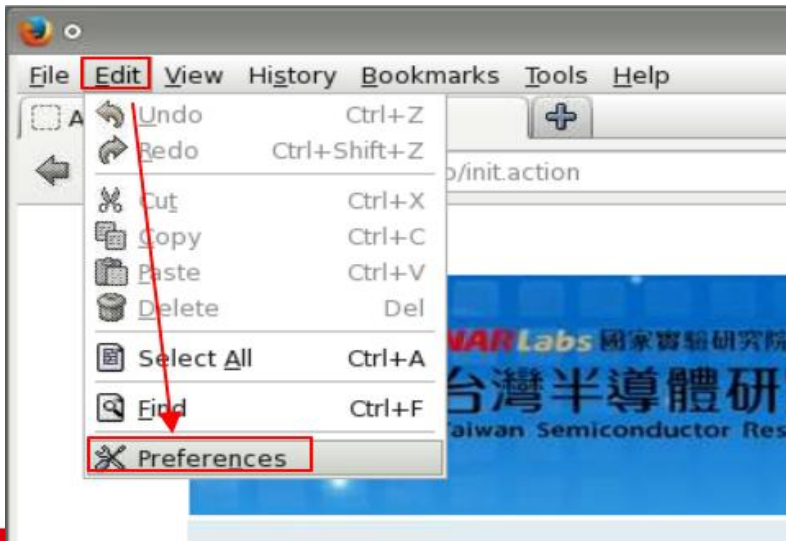 File Edit View History Bookmarks Tools Help
A
Undo Ctrl+Z
Redo Ctrl+Shift+Z
/init.action
Cut Ctrl+X
Copy Ctrl+C
Paste Ctrl+V
Delete Del
Select All Ctrl+A
Find Ctrl+F
Preferences
NARLabs 國家實驗研究院
台灣半導體研
aiwan Semiconductor Res